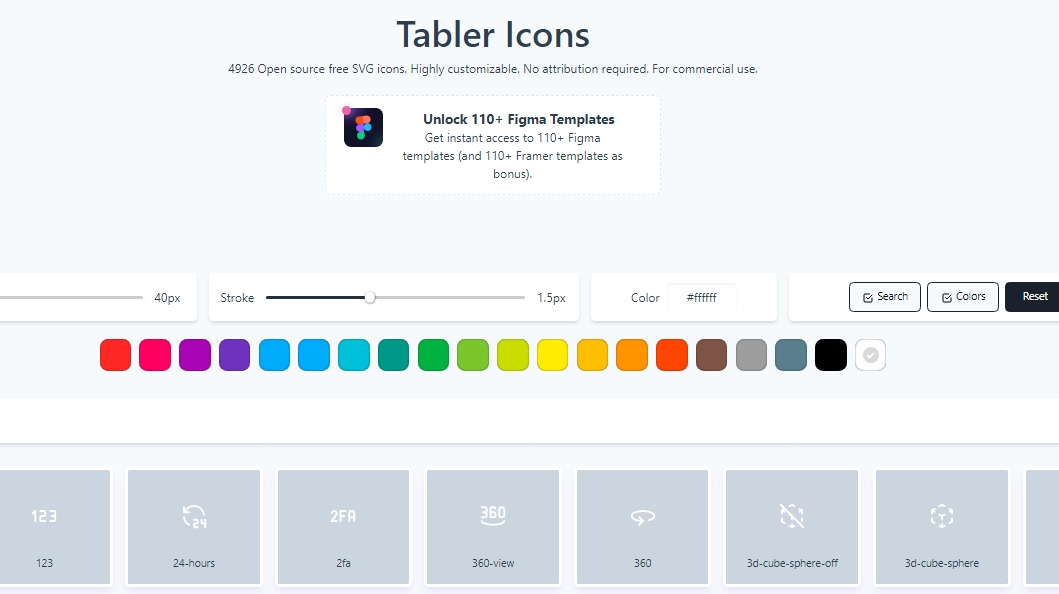 Tabler Icons
4926 Open source free SVG icons. Highly customizable. No attribution required. For commercial use.
Unlock 110+ Figma Templates
Get instant access to 110+ Figma
templates (and 110+ Framer templates as
bonus).
40px
Stroke 1.5px
Color #ffffff
Search Colors Reset
123 24 2FA 360
123 24-hours 2fa 360-view 360 3d-cube-sphere-off 3d-cube-sphere